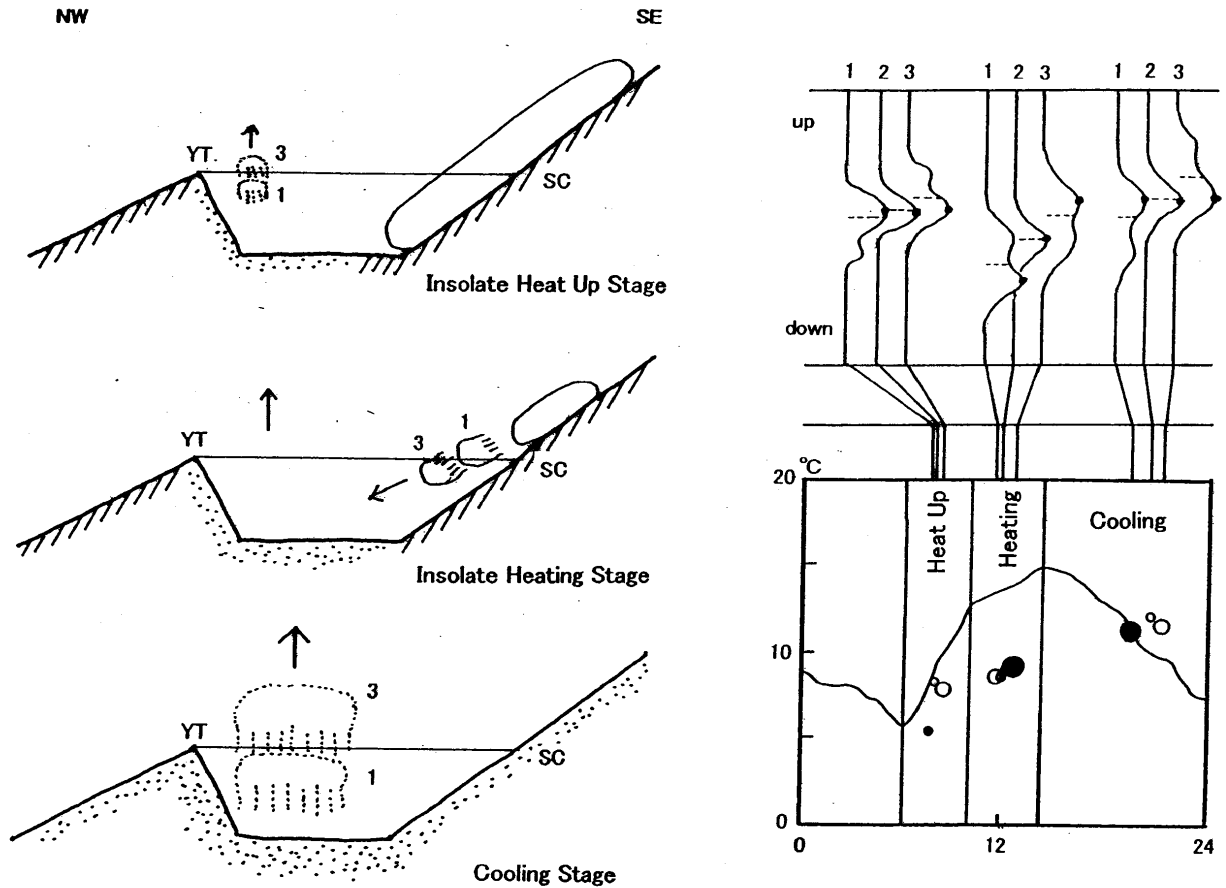 NW
SE
YT.
3
1
SC
Insolate Heat Up Stage
YT
3
1
SC
Insolate Heating Stage
YT
3
1
SC
Cooling Stage
1 2 3 1 2 3 1 2 3
up
down
20 °C
Heat Up
Heating
Cooling
10
0
0 12 24